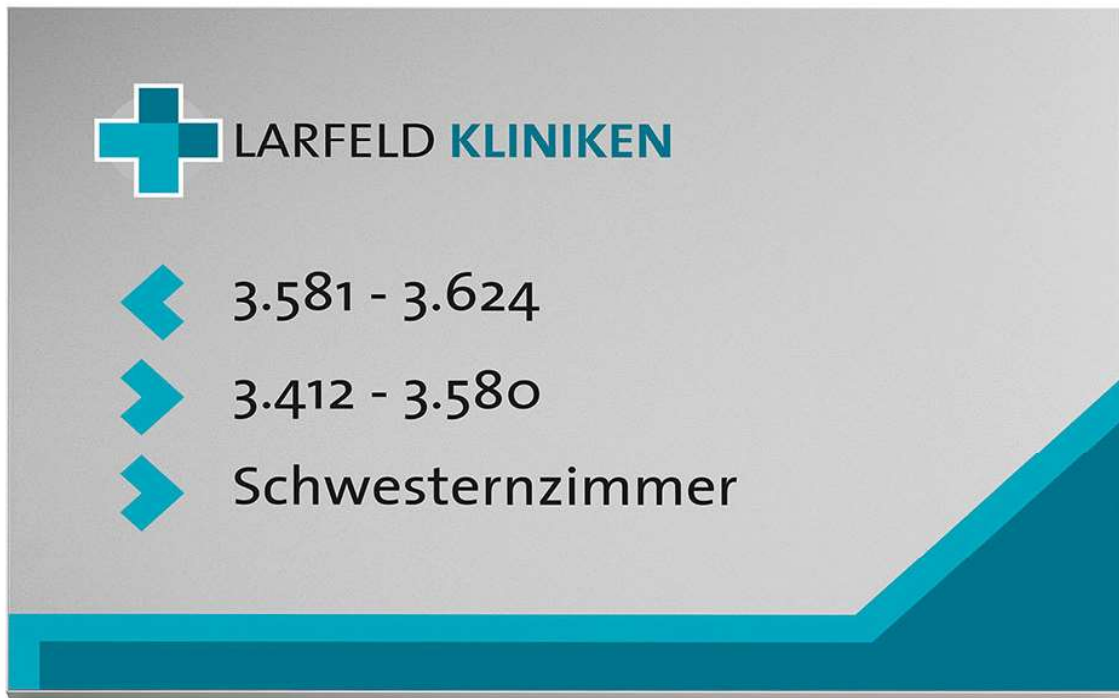 LARFELD KLINIKEN
3.581 - 3.624
3.412 - 3.580
Schwesternzimmer